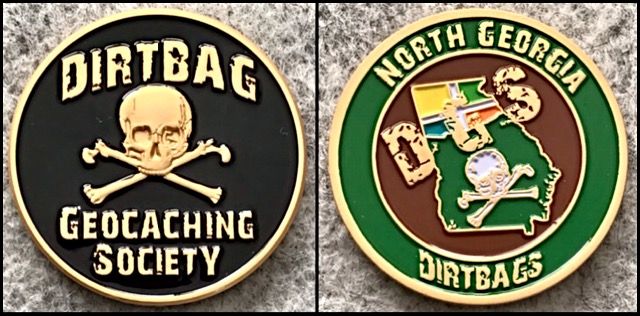 DIRTBAG
GEOCACHING
SOCIETY
NORTH GEORGIA
DGS
DIRTBAGS